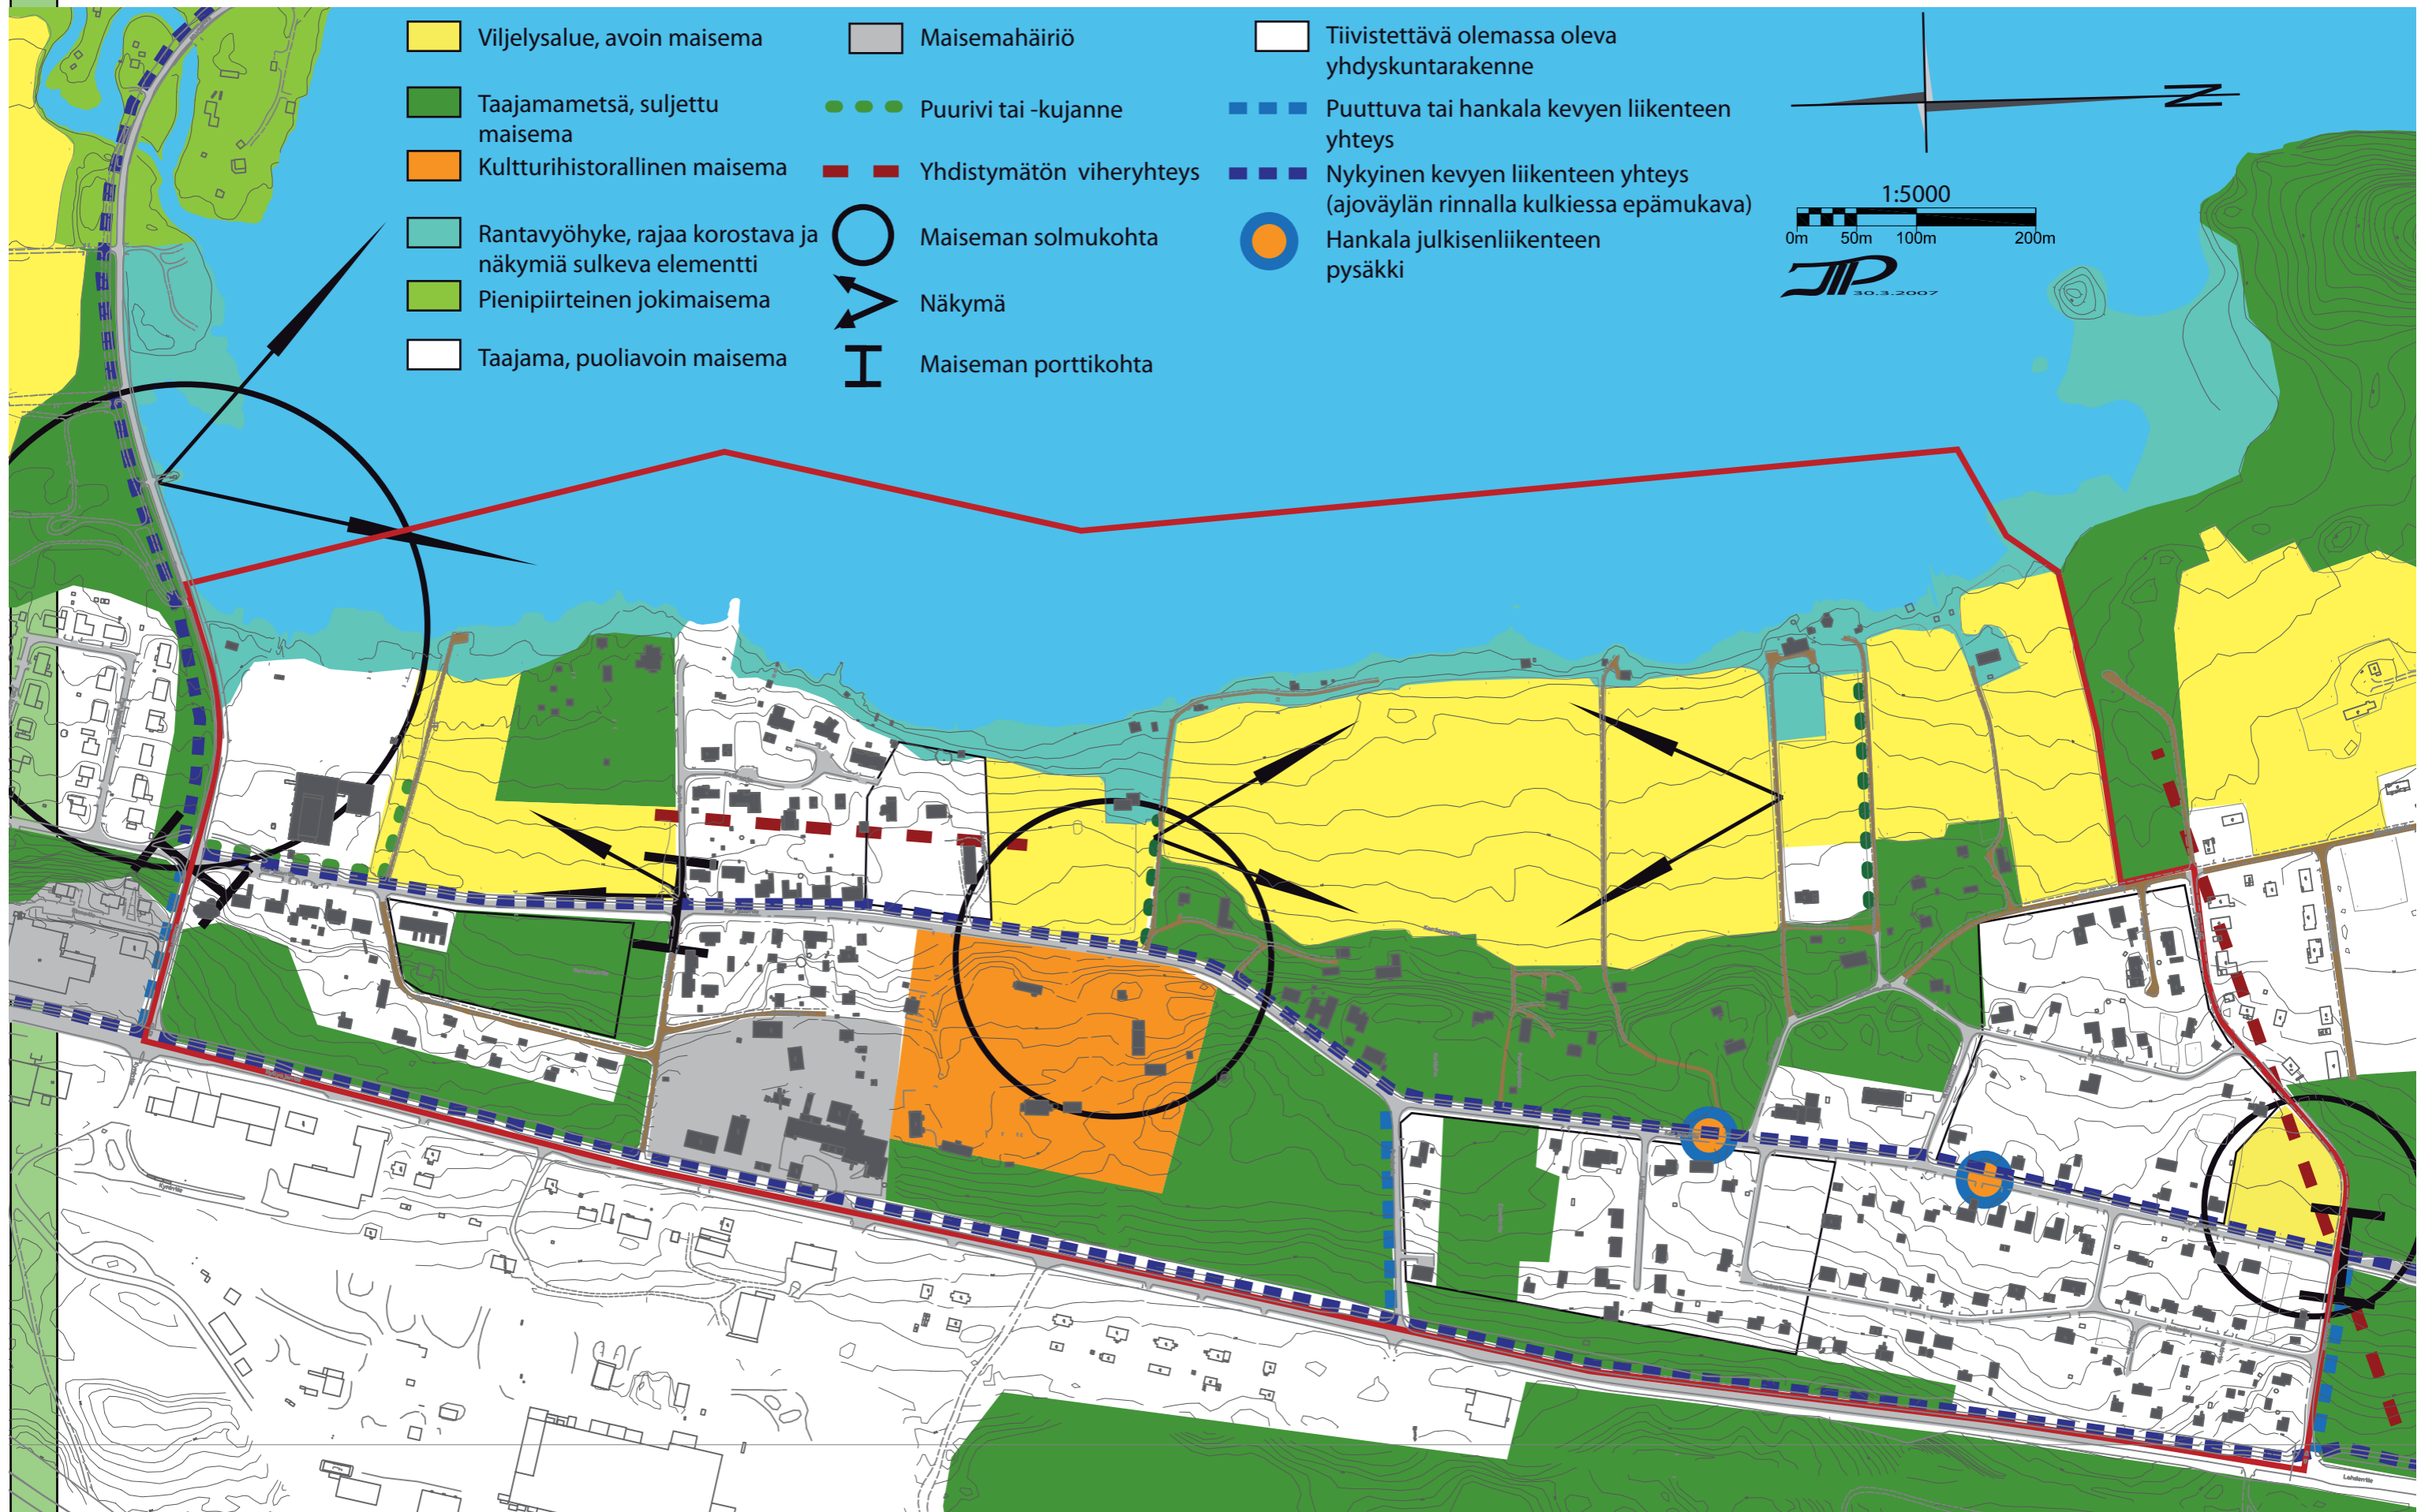 Viljelysalue, avoin maisema
Taajamametsä, suljettu
maisema
Kultturihistorallinen maisema
Rantavyöhyke, rajaa korostava ja
näkymiä sulkeva elementti
Pienipiirteinen jokimaisema
Taajama, puoliavoin maisema
Maisemahäiriö
Puurivi tai -kujanne
Yhdistymätön viheryhteys
Maiseman solmukohta
Näkymä
Maiseman porttikohta
Tiivistettävä olemassa oleva
yhdyskuntarakenne
Puuttuva tai hankala kevyen liikenteen
yhteys
Nykyinen kevyen liikenteen yhteys
(ajoväylän rinnalla kulkiessa epämukava)
Hankala julkisenliikenteen
pysäkki
N
1:5000
0m 50m 100m 200m
30.3.2007
Lahdentie